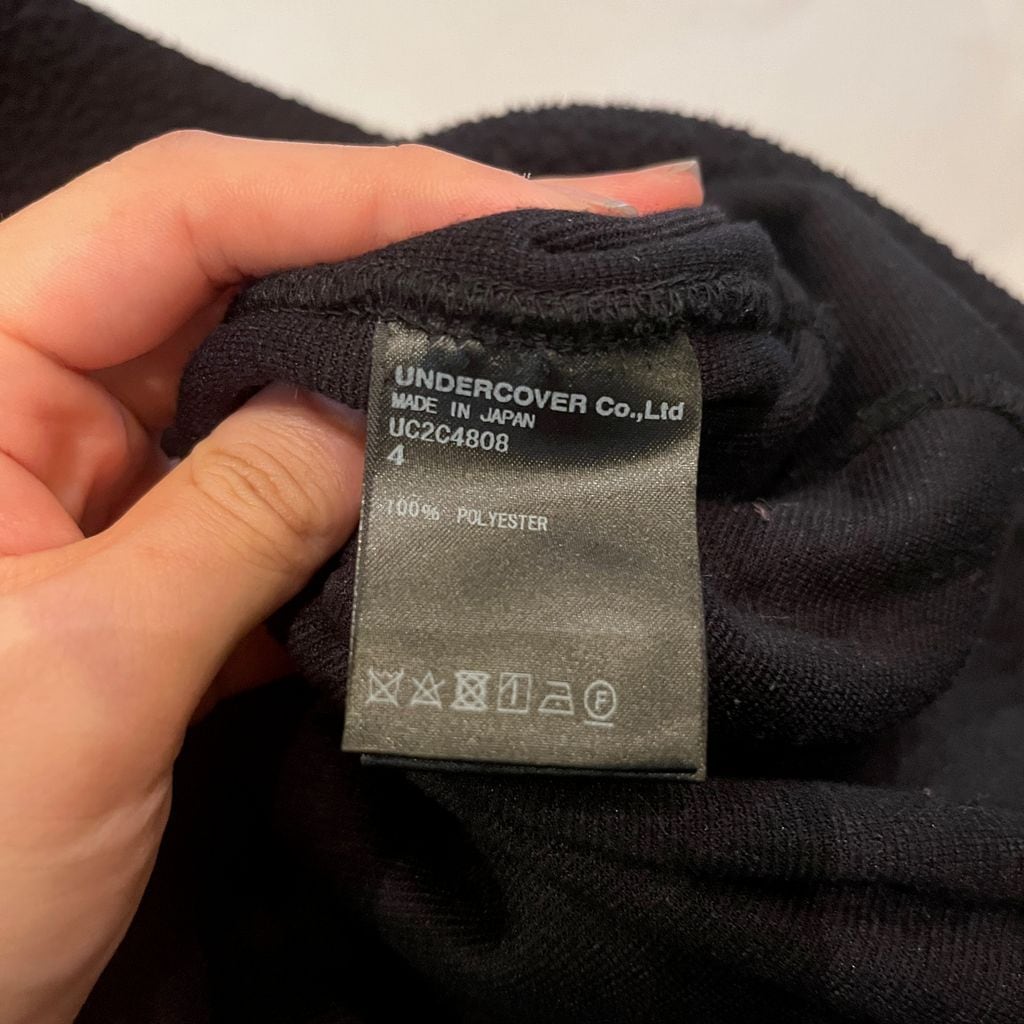 UNDERCOVER Co.,Ltd
MADE IN JAPAN
UC2C4808
4
100% POLYESTER
F